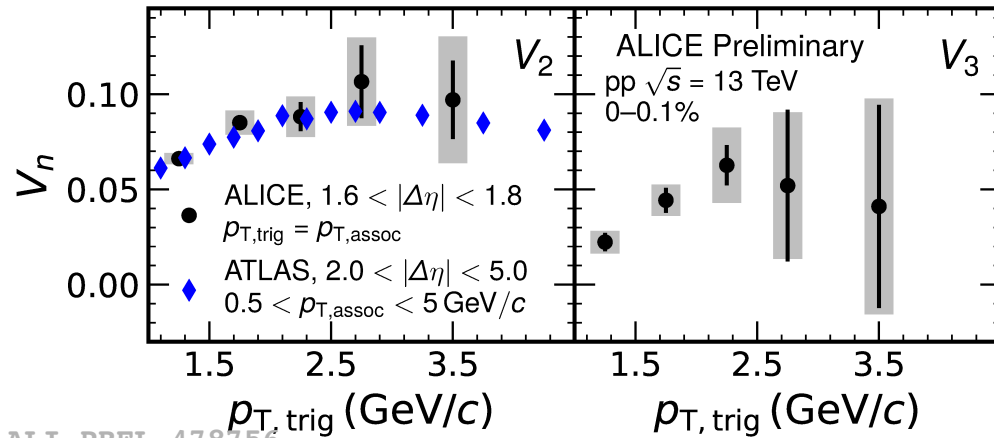 V2
ALICE Preliminary
V3
pp √s = 13 TeV
0–0.1%
0.10
0.05
0.00
Vn
ALICE, 1.6 < |Δη| < 1.8
pT,trig = pT,assoc
ATLAS, 2.0 < |Δη| < 5.0
0.5 < pT,assoc < 5 GeV/c
1.5 2.5 3.5 1.5 2.5 3.5
pT, trig (GeV/c) pT, trig (GeV/c)
ALI-PREL-478756